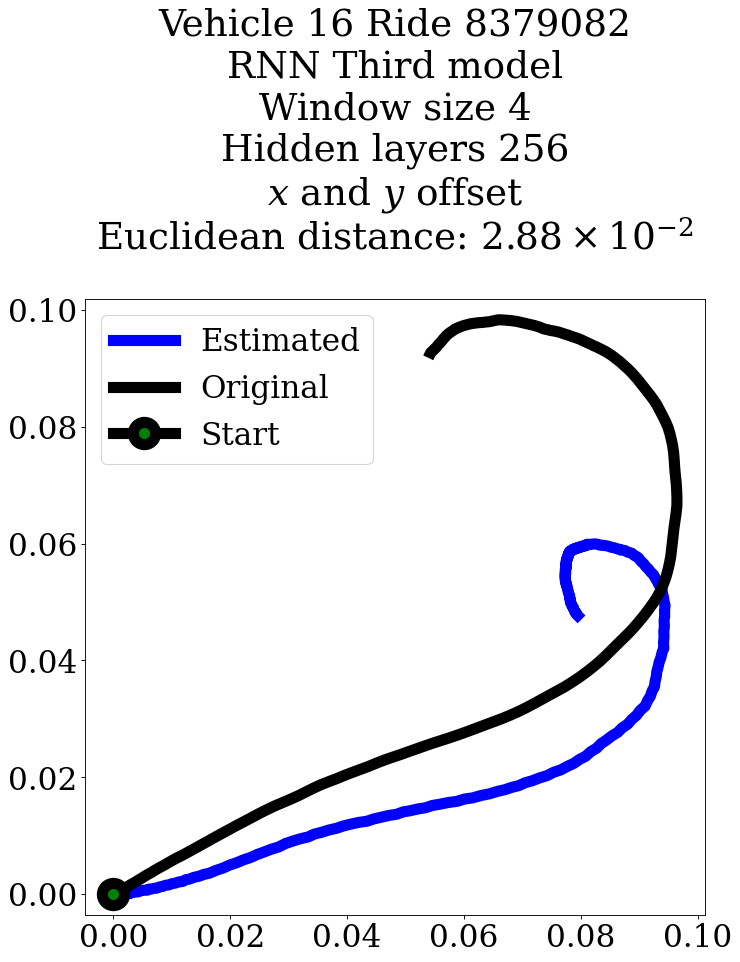 Vehicle 16 Ride 8379082
RNN Third model
Window size 4
Hidden layers 256
x and y offset
Euclidean distance: 2.88 × 10⁻²
Estimated
Original
Start
0.10
0.08
0.06
0.04
0.02
0.00
0.00 0.02 0.04 0.06 0.08 0.10